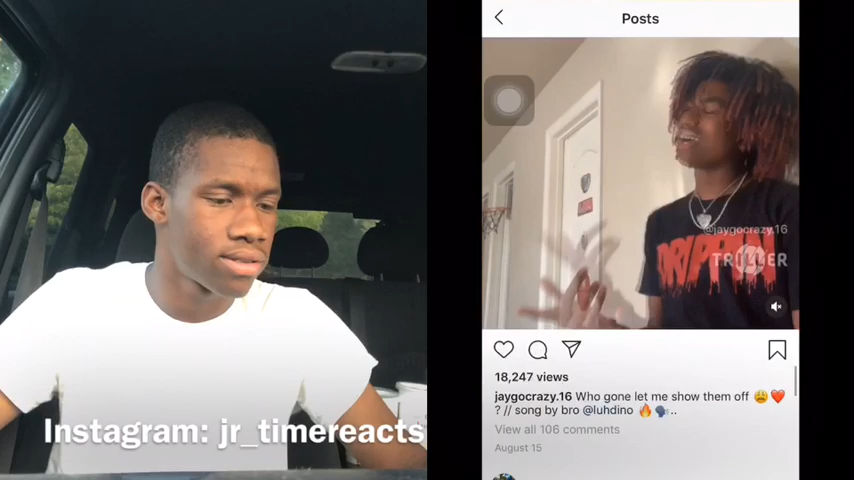 Instagram: jr_timereacts
Posts
@jaygocrazy.16
TRILLER
DRIPPIN
18,247 views
jaygocrazy.16 Who gone let me show them off 😩❤️
? // song by bro @luhdino 🔥🗣️..
View all 106 comments
August 15